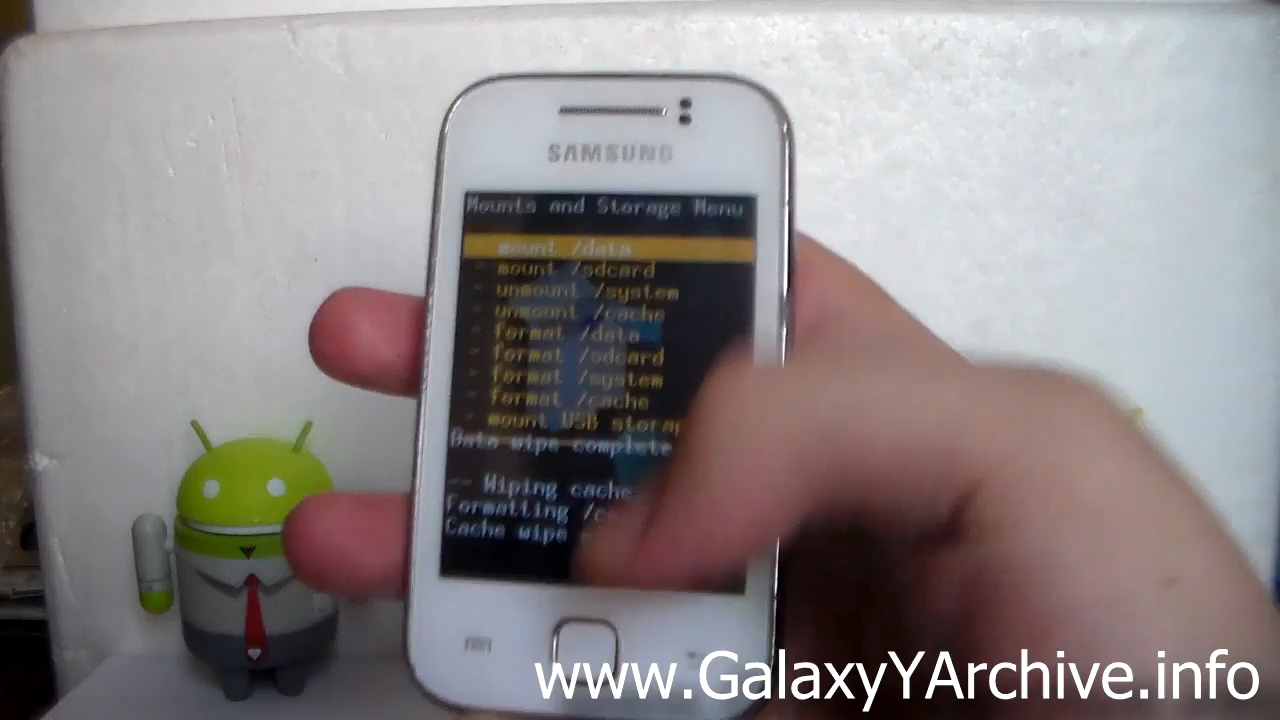 SAMSUNG
Mounts and Storage Menu
- mount /data
- mount /sdcard
- unmount /system
- unmount /cache
- format /data
- format /sdcard
- format /system
- format /cache
- mount USB storag
Data wipe complete
-- Wiping cache
Formatting /c
Cache wipe
www.GalaxyYArchive.info